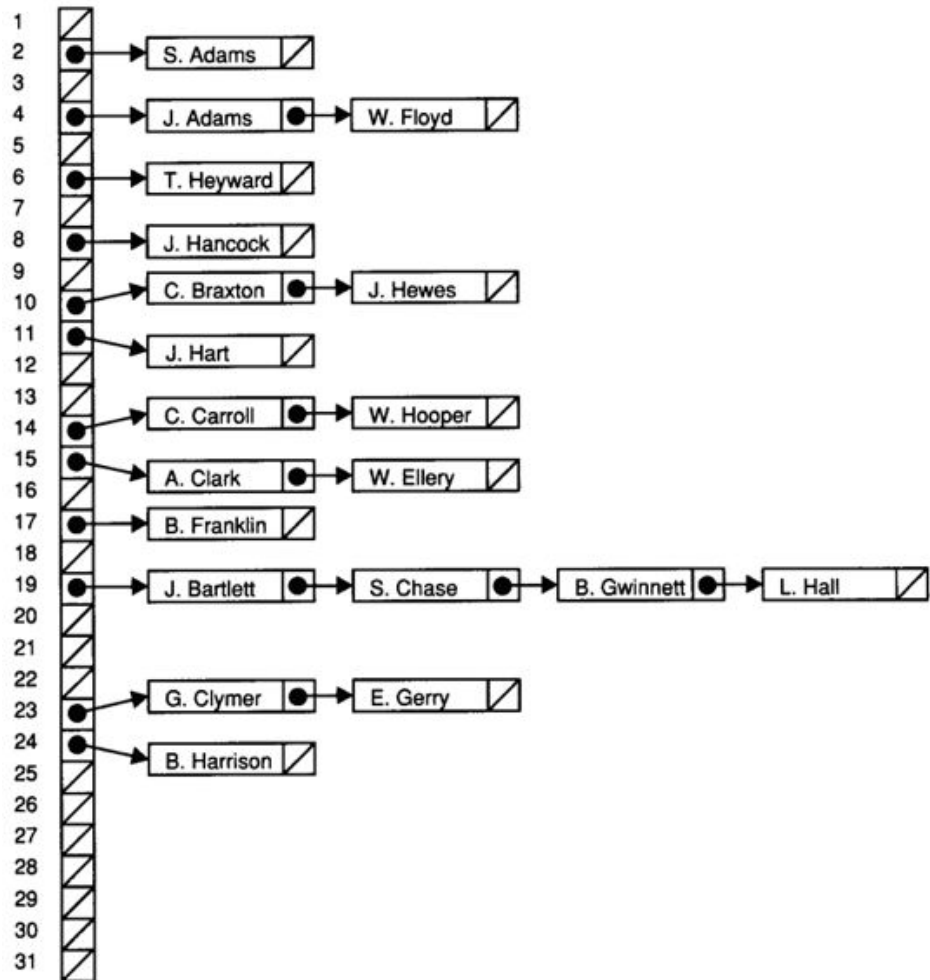 1
2 S. Adams
3
4 J. Adams W. Floyd
5
6 T. Heyward
7
8 J. Hancock
9
C. Braxton J. Hewes
10
11
J. Hart
12
13
C. Carroll W. Hooper
14
15
A. Clark W. Ellery
16
17 B. Franklin
18
19 J. Bartlett S. Chase B. Gwinnett L. Hall
20
21
22
G. Clymer E. Gerry
23
24
B. Harrison
25
26
27
28
29
30
31